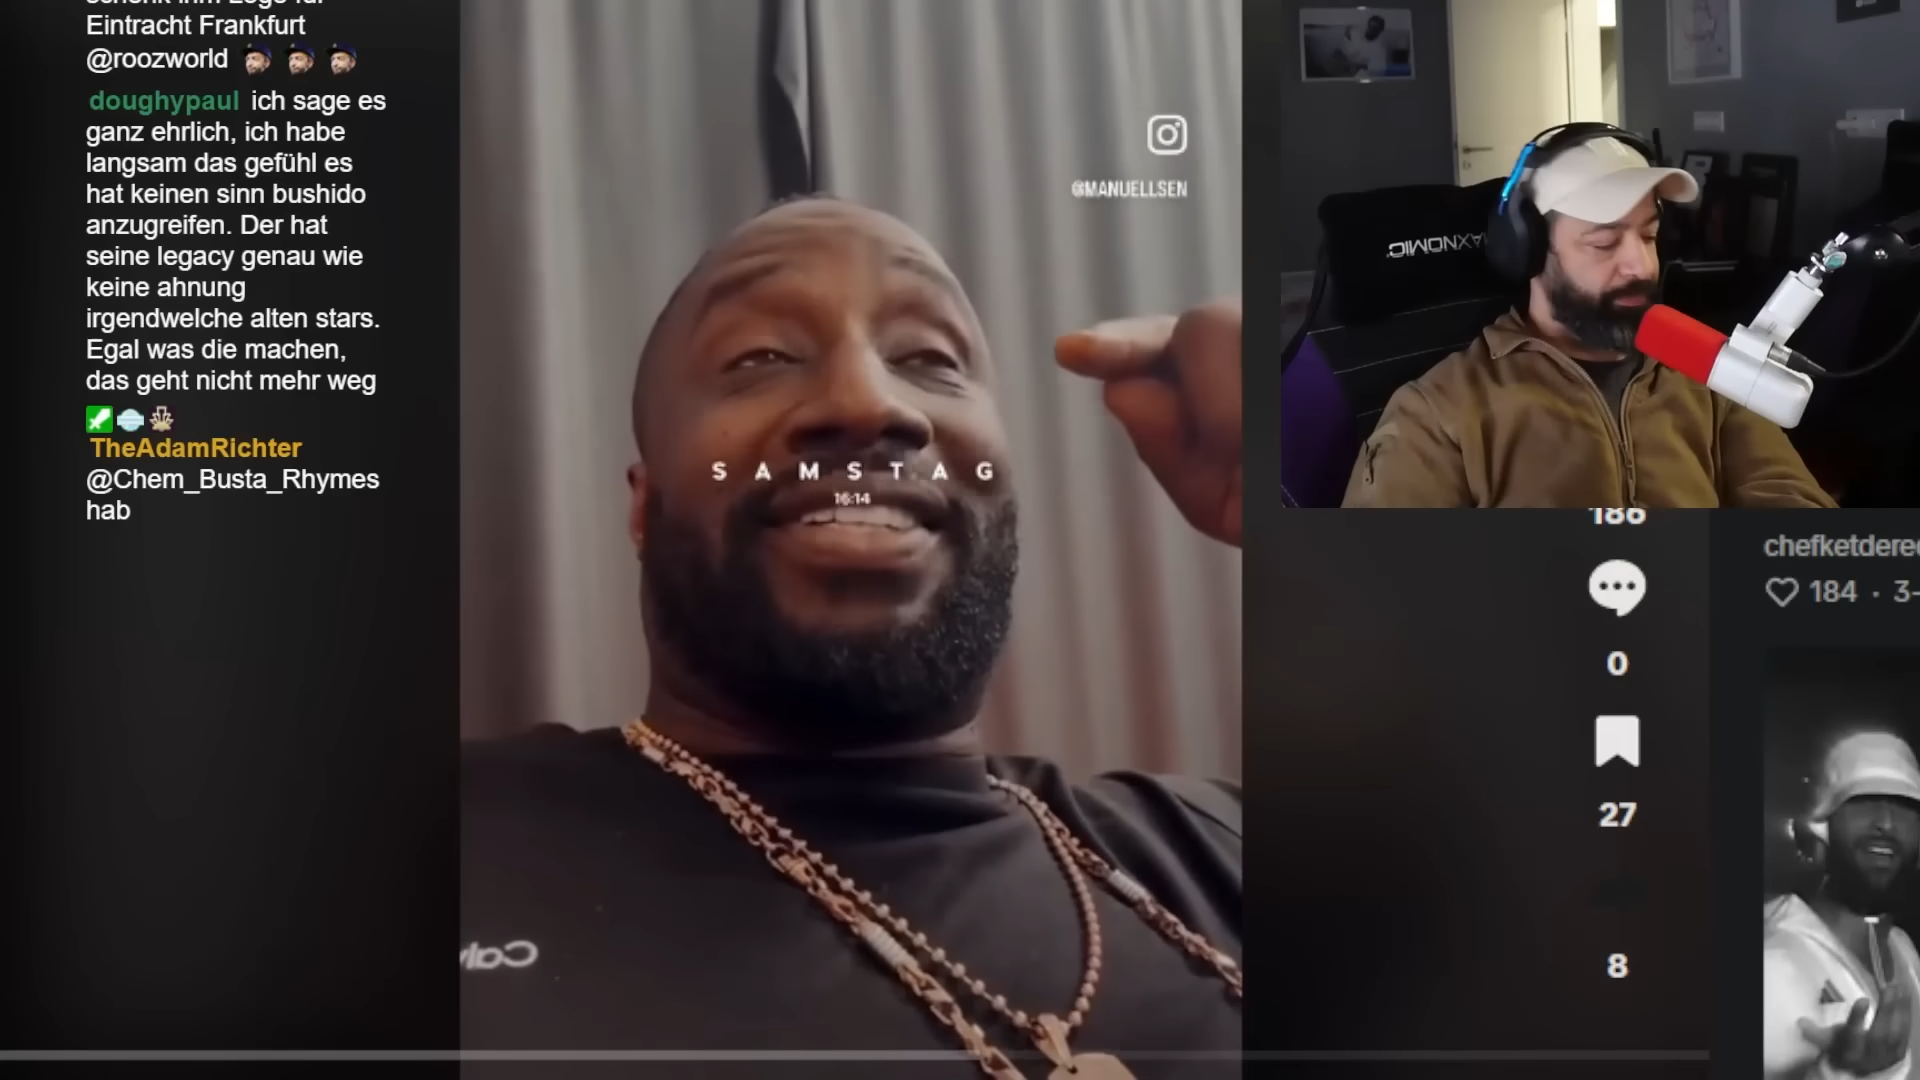 Eintracht Frankfurt
@roozworld
doughypaul ich sage es
ganz ehrlich, ich habe
langsam das gefühl es
hat keinen sinn bushido
anzugreifen. Der hat
seine legacy genau wie
keine ahnung
irgendwelche alten stars.
Egal was die machen,
das geht nicht mehr weg
TheAdamRichter
@Chem_Busta_Rhymes
hab
@MANUELLSEN
SAMSTAG
16:14
MAXNOMIC
186
0
27
8
chefketdere
184 · 3-